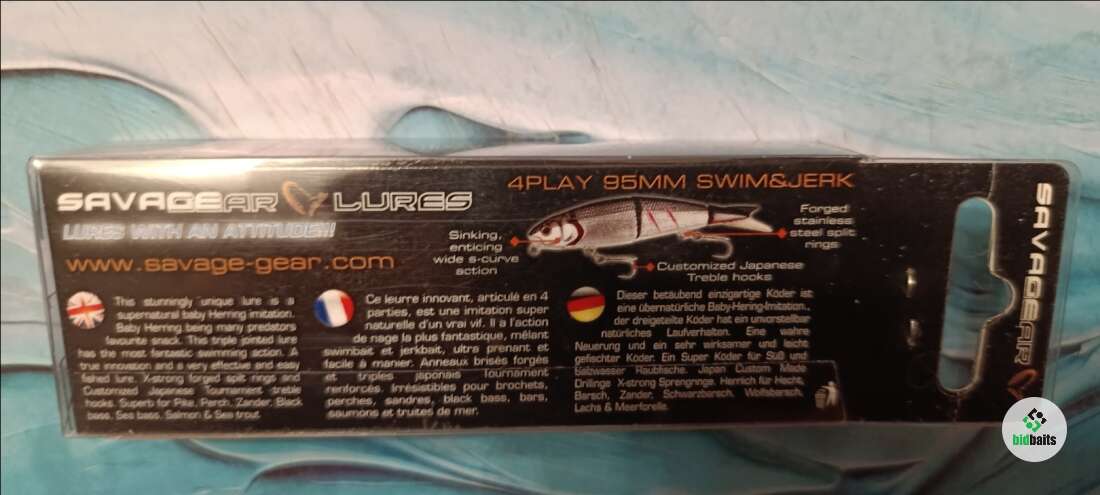 SAVAGEAR LURES
LURES WITH AN ATTITUDE!!!
www.savage-gear.com
4PLAY 95MM SWIM&JERK
Sinking,
enticing
wide s-curve
action
Forged
stainless
steel split
rings
Customized Japanese
Treble hooks
This stunningly unique lure is a
supernatural baby Herring imitation.
Baby Herring being many predators
favourite snack. This triple jointed lure
has the most fantastic swimming action. A
true innovation and a very effective and easy
fished lure. X-strong forged split rings and
Customized Japanese Tournament treble
hooks. Superb for Pike, Perch, Zander, Black
bass, Sea bass, Salmon & Sea trout.
Ce leurre innovant, articulé en 4
parties, est une imitation super
naturelle d'un vrai vif. Il a l'action
de nage la plus fantastique, mélant
swimbait et jerkbait, ultra prenant et
facile à manier. Anneaux brisés forgés
et triples japonais Tournament
renforcés. Irrésistibles pour brochets,
perches, sandres, black bass, bars,
saumons et truites de mer.
Dieser betäubend einzigartige Köder ist
eine übernatürliche Baby-Hering-Imitation.,
der dreigeteilte Köder hat ein unvorstellbar
natürliches Laufverhalten. Eine wahre
Neuerung und ein sehr wirksamer und leicht
gefischter Köder. Ein Super Köder für Süß und
Salzwasser Raubfische. Japan Custom Made
Drillinge X-strong Sprengringe. Herrlich für Hecht,
Barsch, Zander, Schwarzbarsch, Wolfsbarsch,
Lachs & Meerforelle.
SAVAGEAR
bidbaits